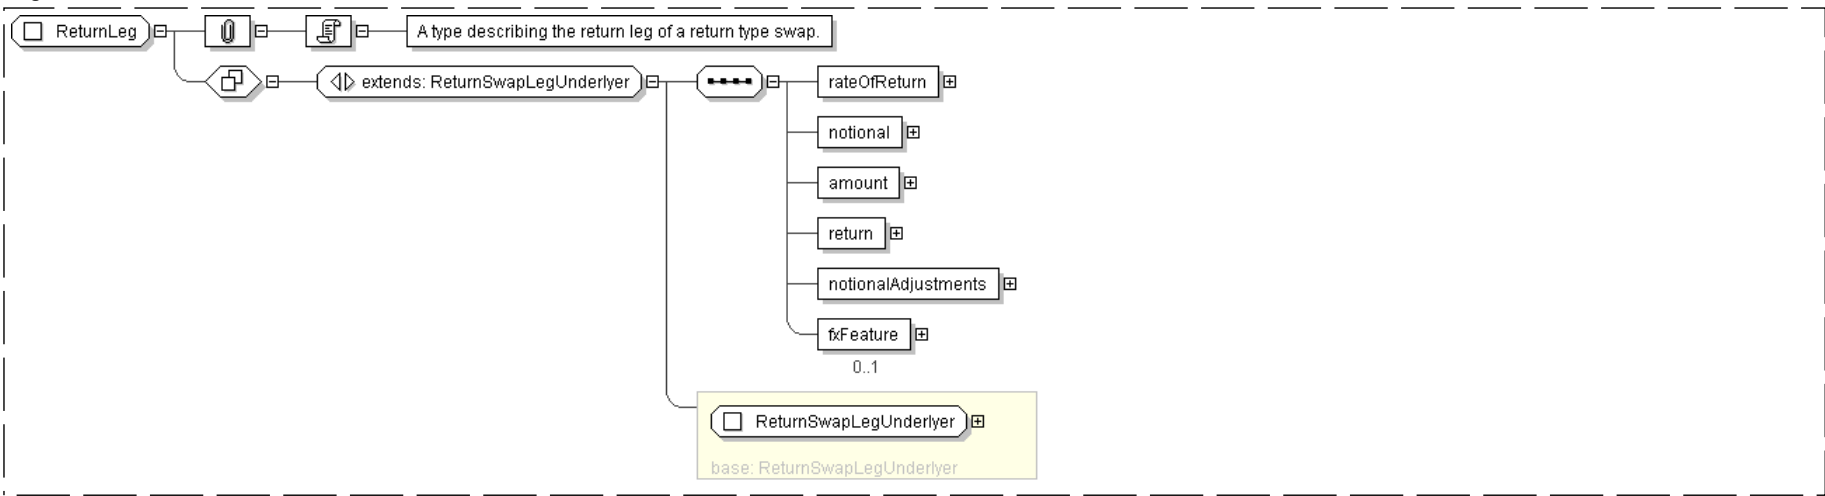 ReturnLeg
A type describing the return leg of a return type swap.
extends: ReturnSwapLegUnderlyer
rateOfReturn
notional
amount
return
notionalAdjustments
fxFeature
0..1
ReturnSwapLegUnderlyer
base: ReturnSwapLegUnderlyer